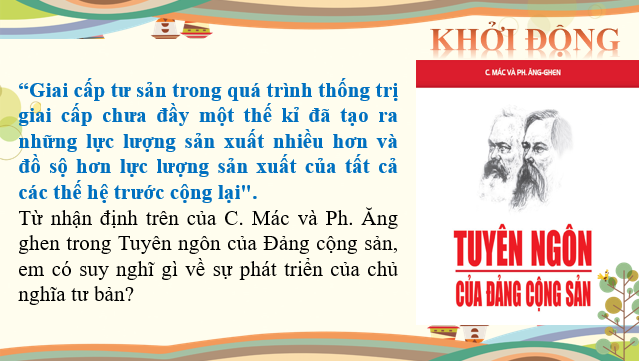 KHỞI ĐỘNG
“Giai cấp tư sản trong quá trình thống trị
giai cấp chưa đầy một thế kỉ đã tạo ra
những lực lượng sản xuất nhiều hơn và
đồ sộ hơn lực lượng sản xuất của tất cả
các thế hệ trước cộng lại".
Từ nhận định trên của C. Mác và Ph. Ăng
ghen trong Tuyên ngôn của Đảng cộng sản,
em có suy nghĩ gì về sự phát triển của chủ
nghĩa tư bản?
C. MÁC VÀ PH. ĂNG-GHEN
TUYÊN NGÔN
CỦA ĐẢNG CỘNG SẢN